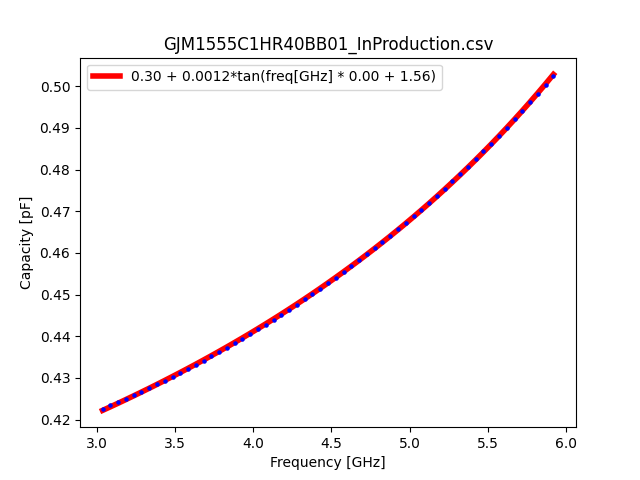 GJM1555C1HR40BB01_InProduction.csv
0.30 + 0.0012*tan(freq[GHz] * 0.00 + 1.56)
Capacity [pF]
0.50
0.49
0.48
0.47
0.46
0.45
0.44
0.43
0.42
3.0 3.5 4.0 4.5 5.0 5.5 6.0
Frequency [GHz]